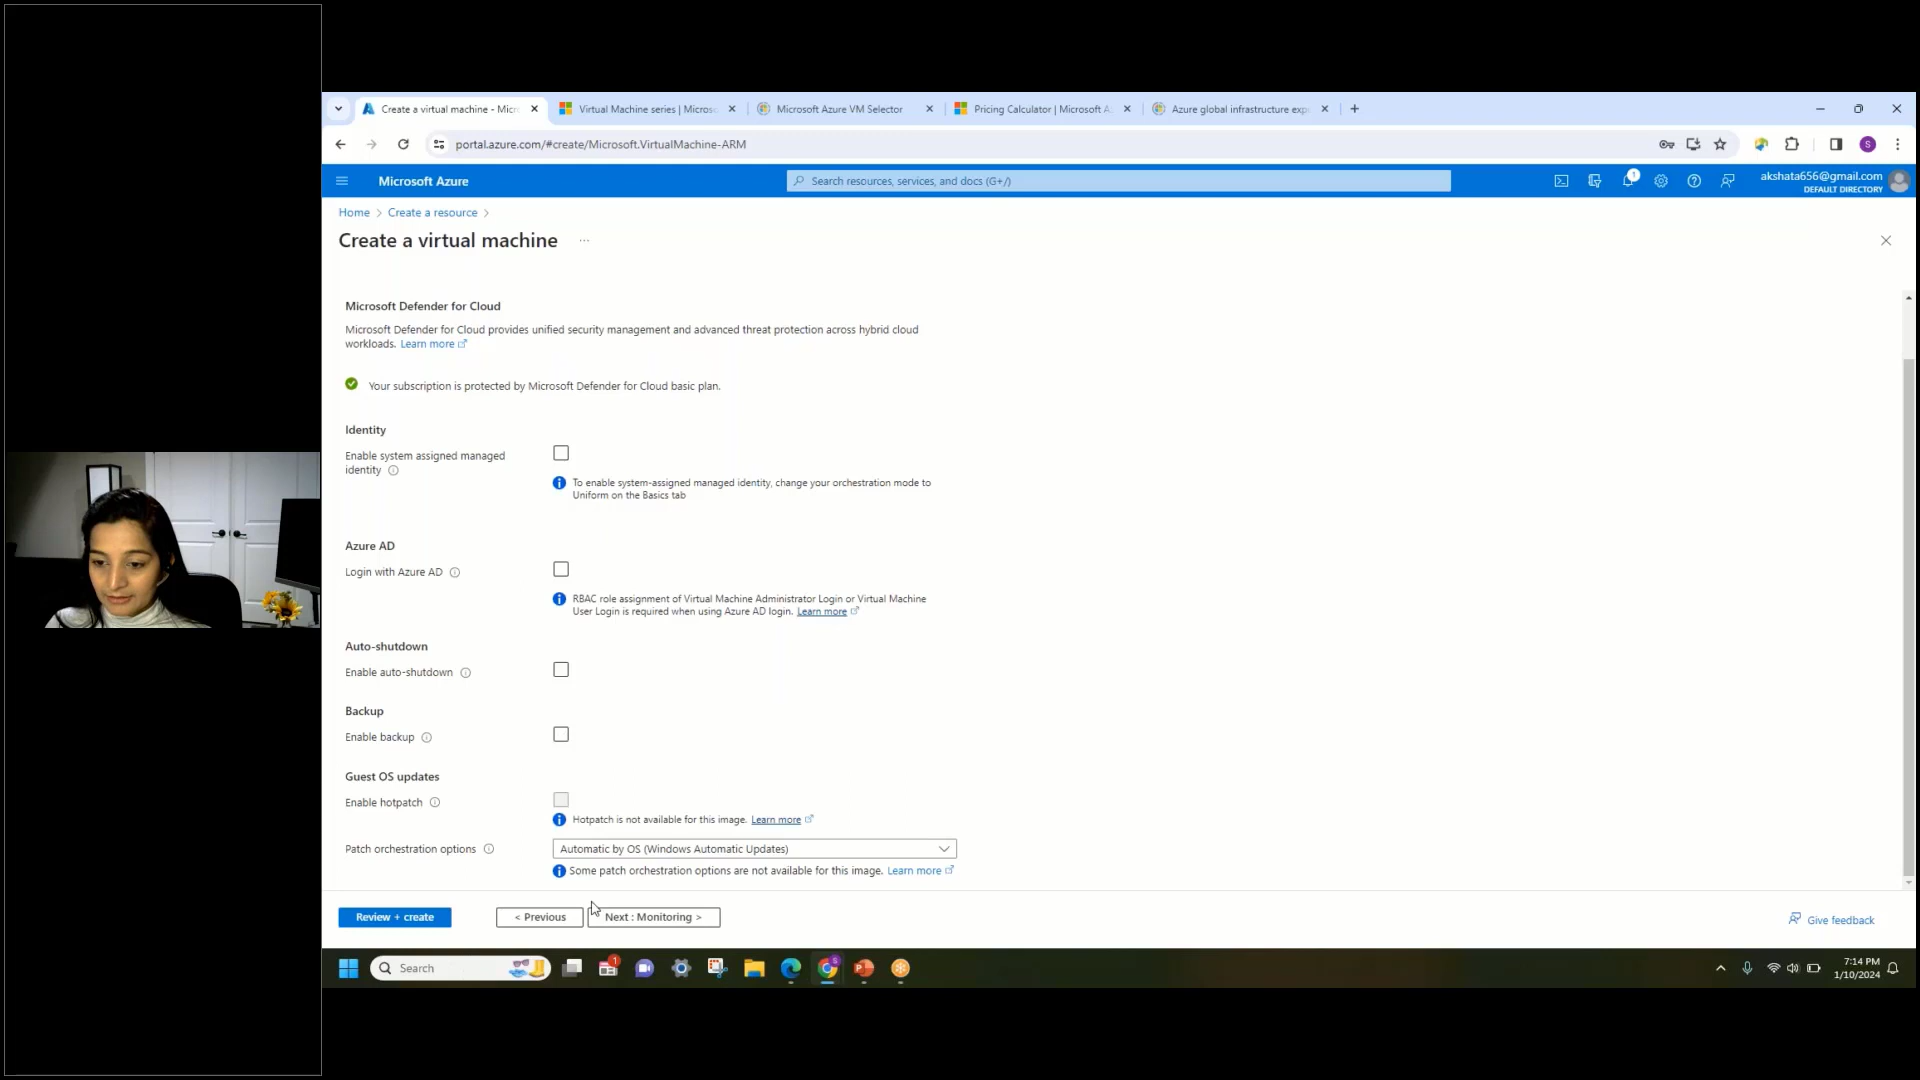 Create a virtual machine - Micr
Virtual Machine series | Micros
Microsoft Azure VM Selector
Pricing Calculator | Microsoft A
Azure global infrastructure exp
portal.azure.com/#create/Microsoft.VirtualMachine-ARM
S
Microsoft Azure
Search resources, services, and docs (G+/)
1
akshata656@gmail.com
DEFAULT DIRECTORY
Home > Create a resource >
Create a virtual machine ...
Microsoft Defender for Cloud
Microsoft Defender for Cloud provides unified security management and advanced threat protection across hybrid cloud
workloads. Learn more
Your subscription is protected by Microsoft Defender for Cloud basic plan.
Identity
Enable system assigned managed
identity
To enable system-assigned managed identity, change your orchestration mode to
Uniform on the Basics tab
Azure AD
Login with Azure AD
RBAC role assignment of Virtual Machine Administrator Login or Virtual Machine
User Login is required when using Azure AD login. Learn more
Auto-shutdown
Enable auto-shutdown
Backup
Enable backup
Guest OS updates
Enable hotpatch
Hotpatch is not available for this image. Learn more
Patch orchestration options
Automatic by OS (Windows Automatic Updates)
Some patch orchestration options are not available for this image. Learn more
Review + create
< Previous
Next : Monitoring >
Give feedback
Search
1
7:14 PM
1/10/2024